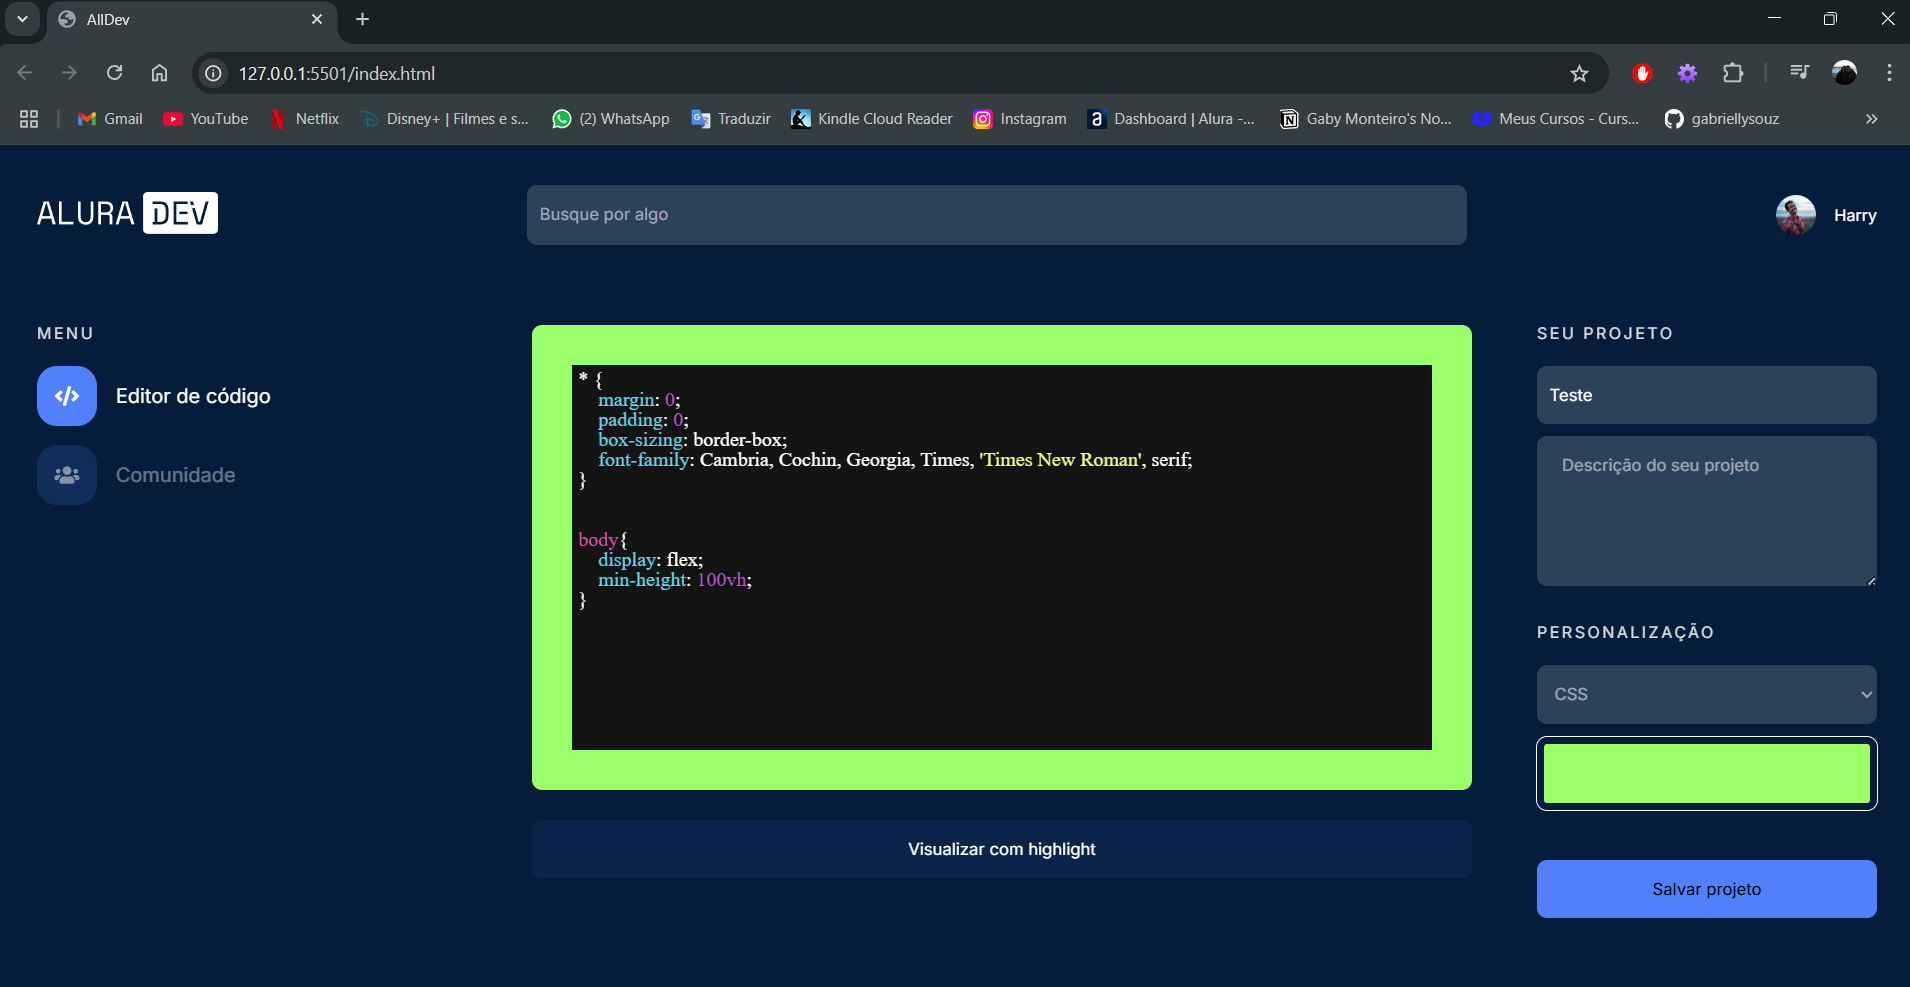 AllDev
127.0.0.1:5501/index.html
Gmail
YouTube
Netflix
Disney+ | Filmes e s...
(2) WhatsApp
Traduzir
Kindle Cloud Reader
Instagram
Dashboard | Alura -...
Gaby Monteiro's No...
Meus Cursos - Curs...
gabriellysouz
ALURA DEV
Busque por algo
Harry
MENU
Editor de código
Comunidade
* {
margin: 0;
padding: 0;
box-sizing: border-box;
font-family: Cambria, Cochin, Georgia, Times, 'Times New Roman', serif;
}
body{
display: flex;
min-height: 100vh;
}
Visualizar com highlight
SEU PROJETO
Teste
Descrição do seu projeto
PERSONALIZAÇÃO
CSS
Salvar projeto